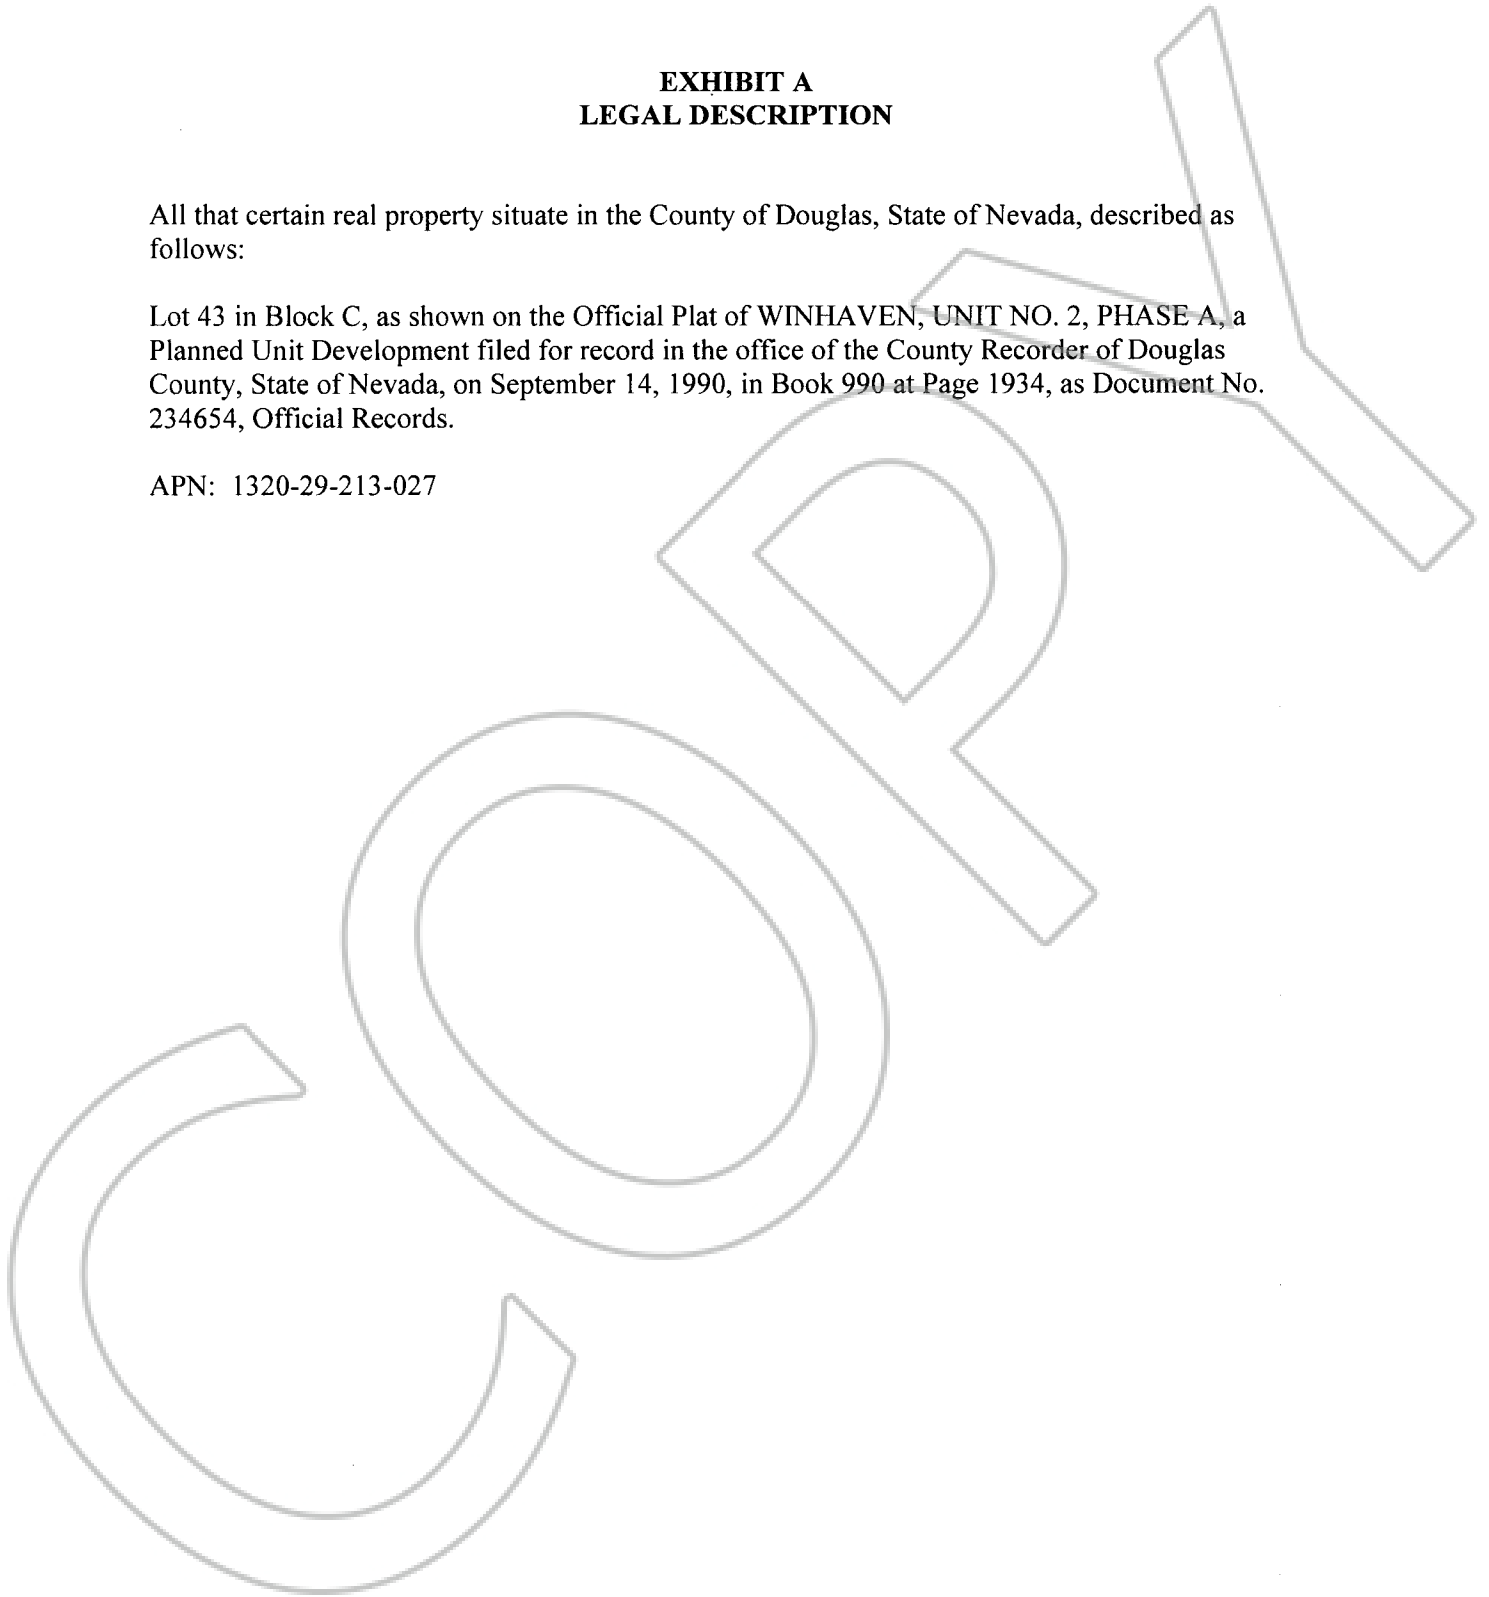 EXHIBIT A
LEGAL DESCRIPTION
All that certain real property situate in the County of Douglas, State of Nevada, described as
follows:
Lot 43 in Block C, as shown on the Official Plat of WINHAVEN, UNIT NO. 2, PHASE A, a
Planned Unit Development filed for record in the office of the County Recorder of Douglas
County, State of Nevada, on September 14, 1990, in Book 990 at Page 1934, as Document No.
234654, Official Records.
APN: 1320-29-213-027
COPY